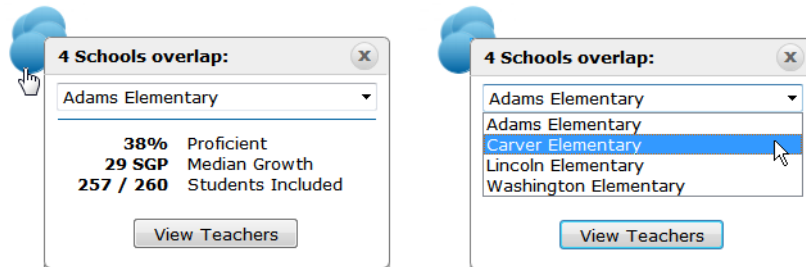 4 Schools overlap:
x
Adams Elementary
38% Proficient
29 SGP Median Growth
257 / 260 Students Included
View Teachers
4 Schools overlap:
x
Adams Elementary
Adams Elementary
Carver Elementary
Lincoln Elementary
Washington Elementary
View Teachers